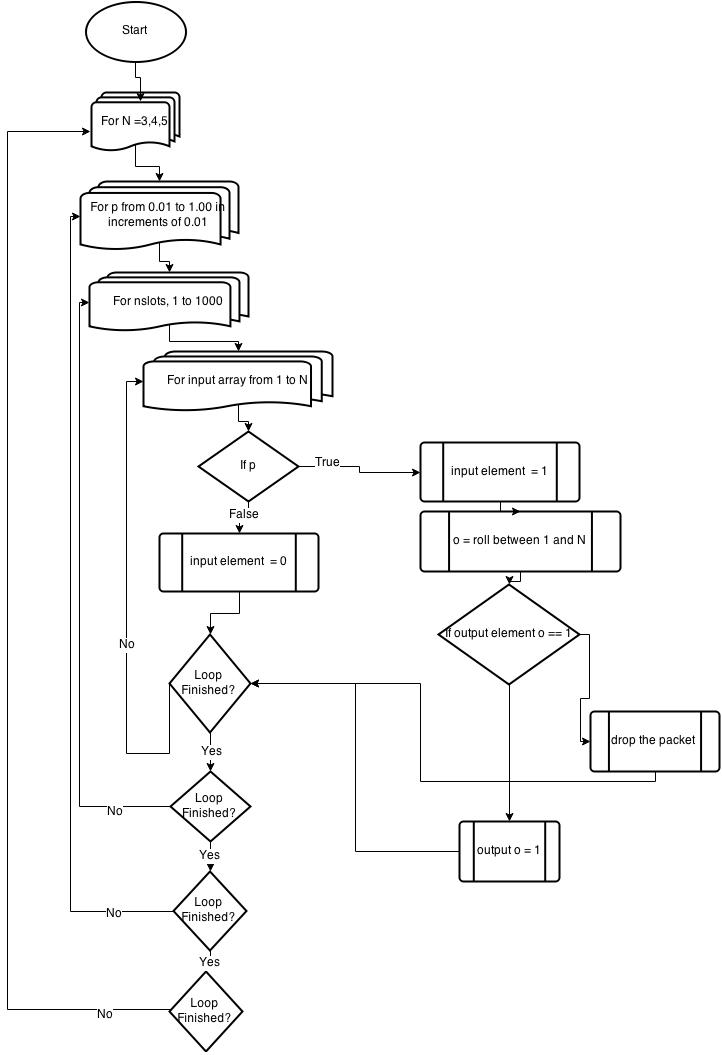 Start
For N =3,4,5
For p from 0.01 to 1.00 in
increments of 0.01
For nslots, 1 to 1000
For input array from 1 to N
If p
True
input element  = 1
False
o = roll between 1 and N
input element  = 0
If output element o == 1
No
Loop
Finished?
drop the packet
Yes
Loop
Finished?
No
output o = 1
Yes
Loop
Finished?
No
Yes
Loop
Finished?
No